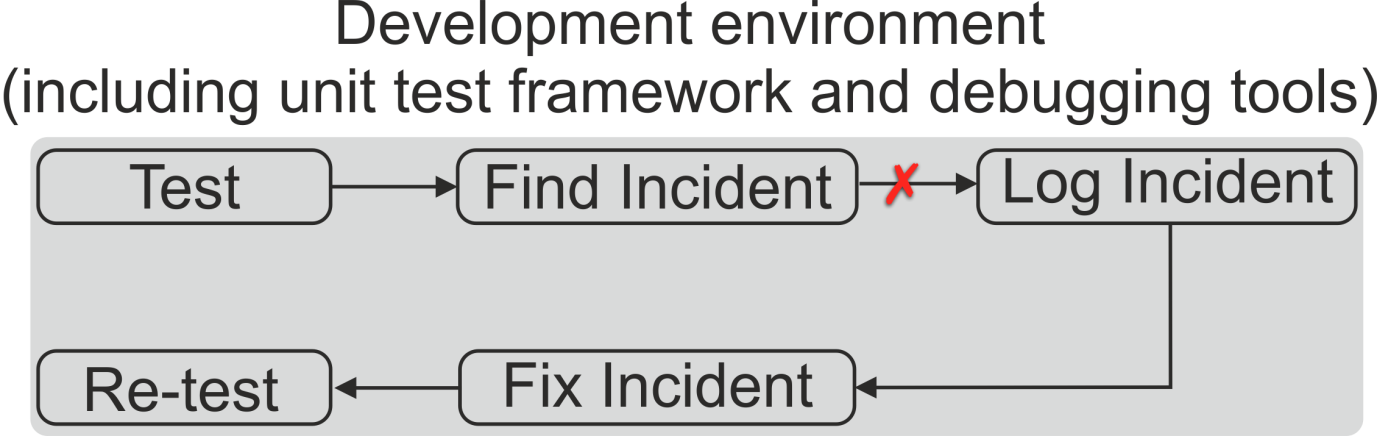 Development environment
(including unit test framework and debugging tools)
Test
Find Incident
Log Incident
Re-test
Fix Incident